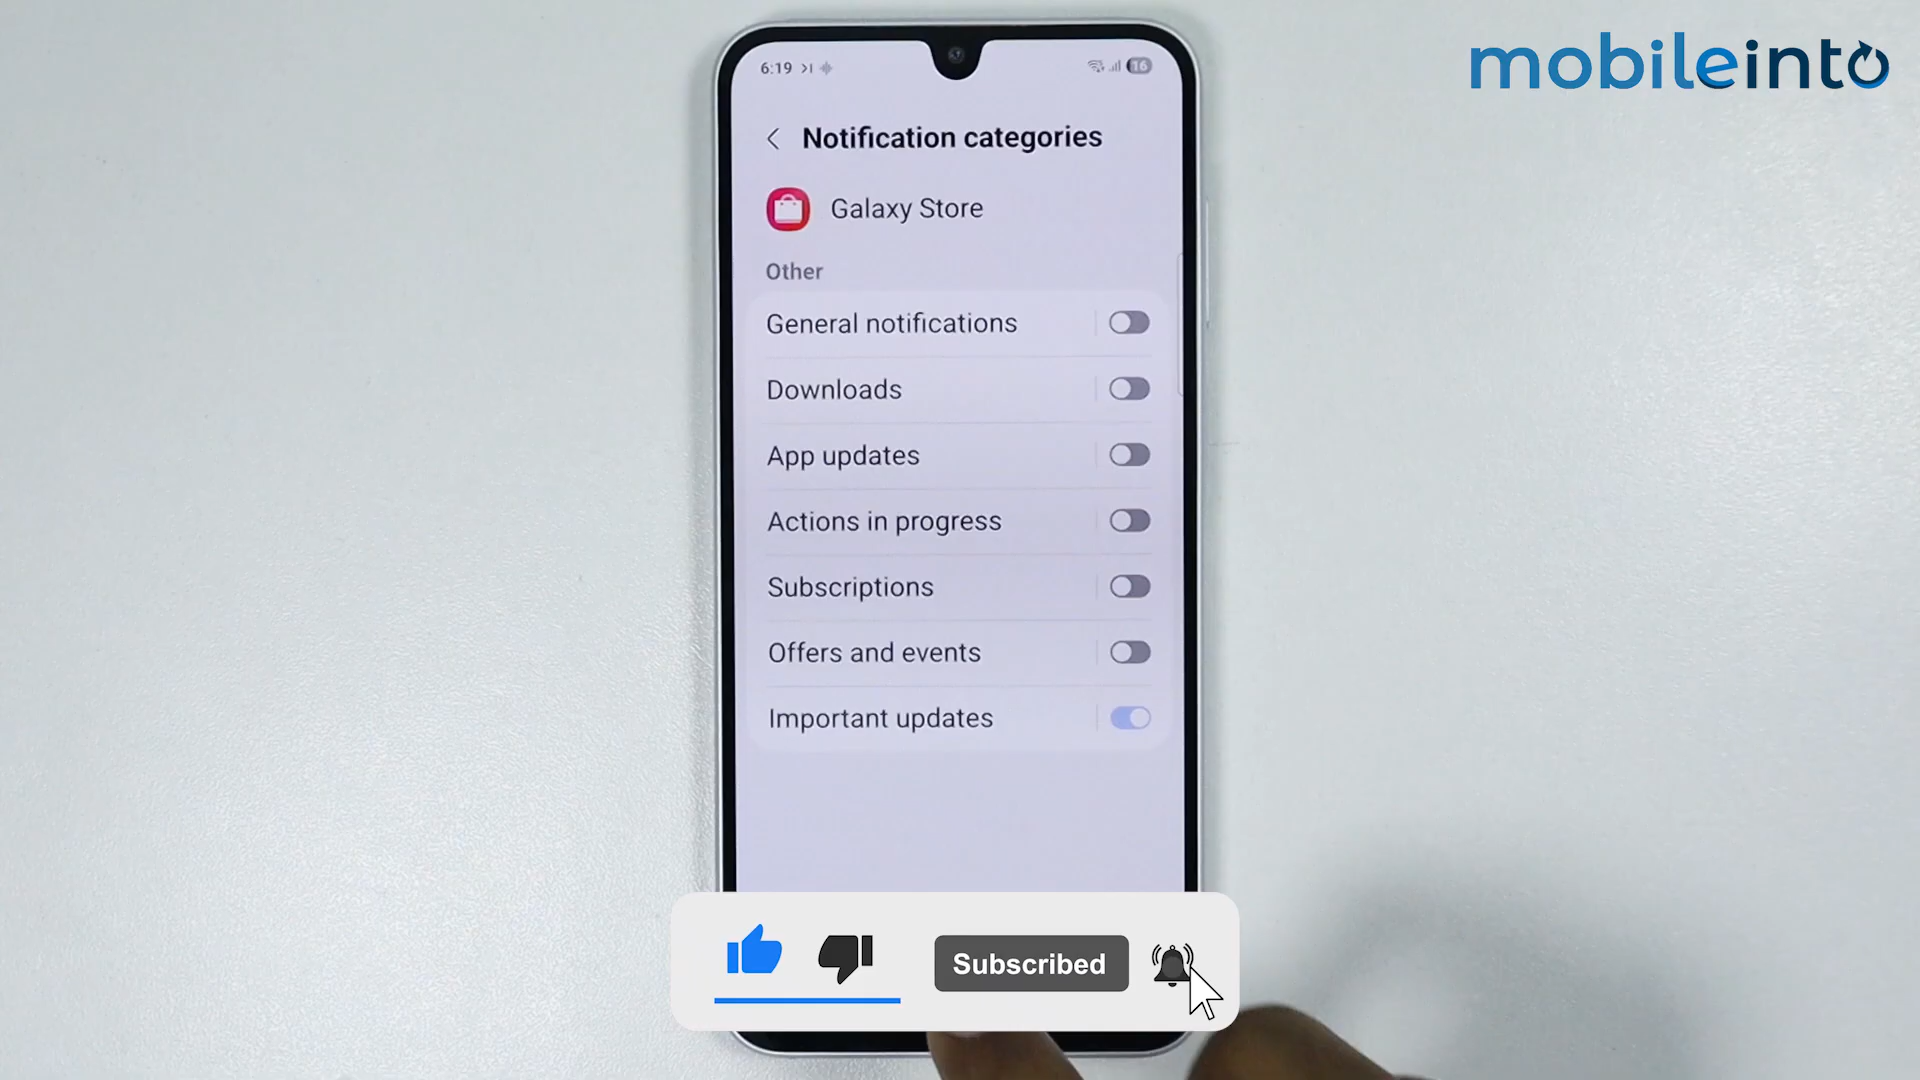 mobileinto
6:19
16
Notification categories
Galaxy Store
Other
General notifications
Downloads
App updates
Actions in progress
Subscriptions
Offers and events
Important updates
Subscribed